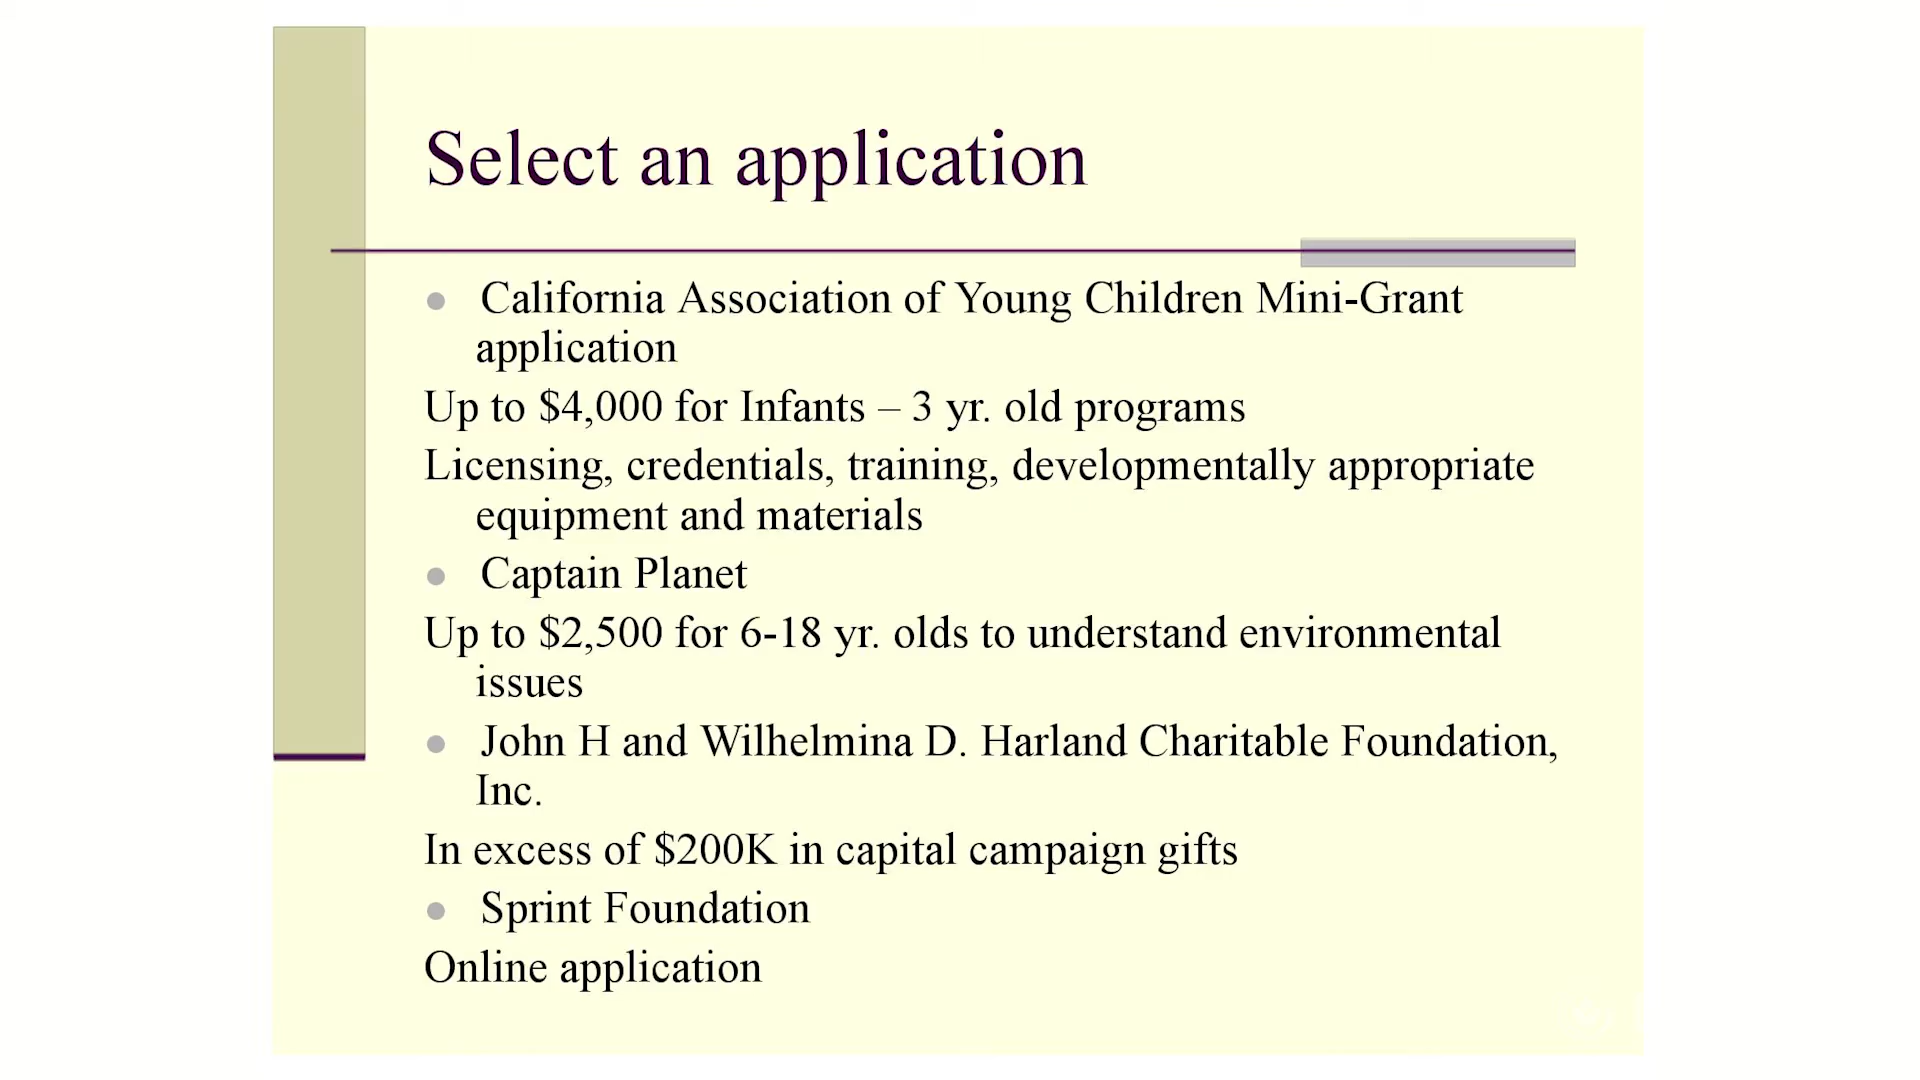 Select an application
California Association of Young Children Mini-Grant
application
Up to $4,000 for Infants – 3 yr. old programs
Licensing, credentials, training, developmentally appropriate
equipment and materials
Captain Planet
Up to $2,500 for 6-18 yr. olds to understand environmental
issues
John H and Wilhelmina D. Harland Charitable Foundation,
Inc.
In excess of $200K in capital campaign gifts
Sprint Foundation
Online application